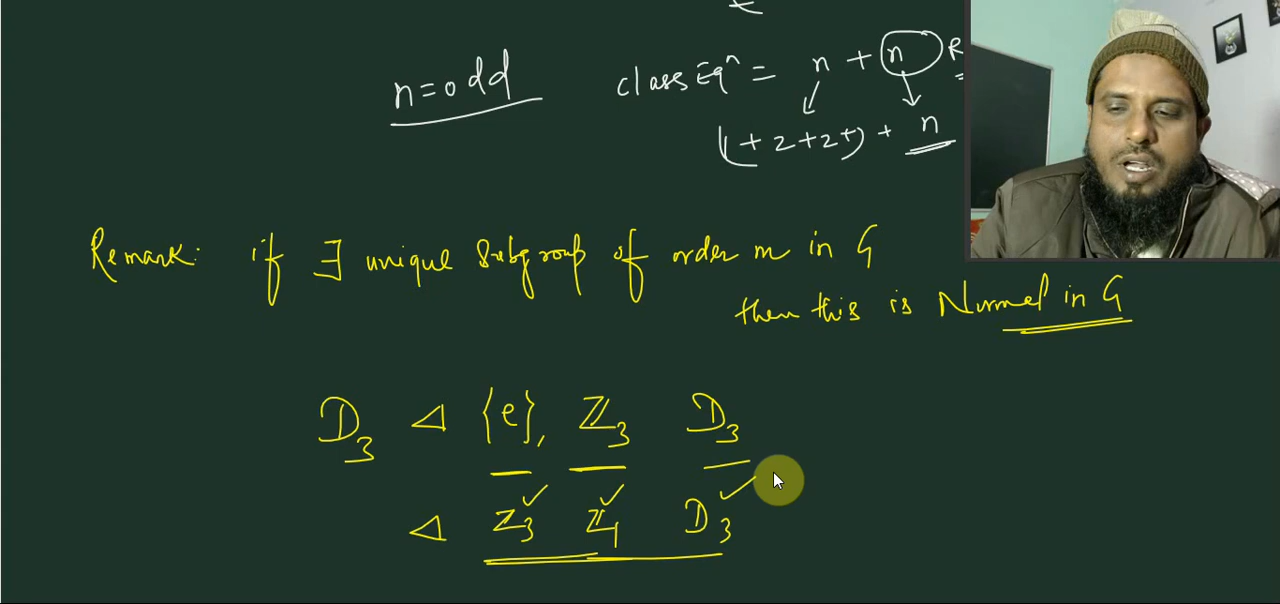 n = odd
class Eqⁿ = n + n R
(1 + 2 + 2 +) + n
Remark: if ∃ unique subgroup of order m in G
then this is Normal in G
D₃ ◁ {e}, ℤ₃ D₃
◁ ℤ₃ ℤ₁ D₃